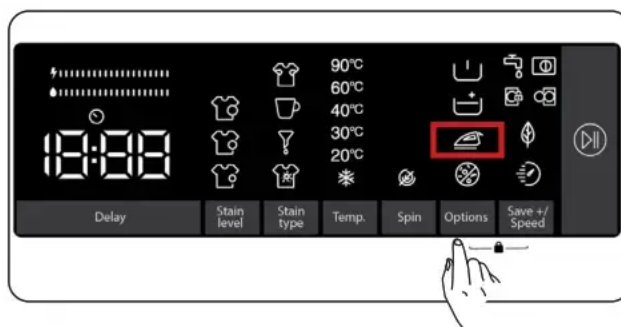 18:88
90°C
60°C
40°C
30°C
20°C
Delay
Stain level
Stain type
Temp.
Spin
Options
Save +/ Speed